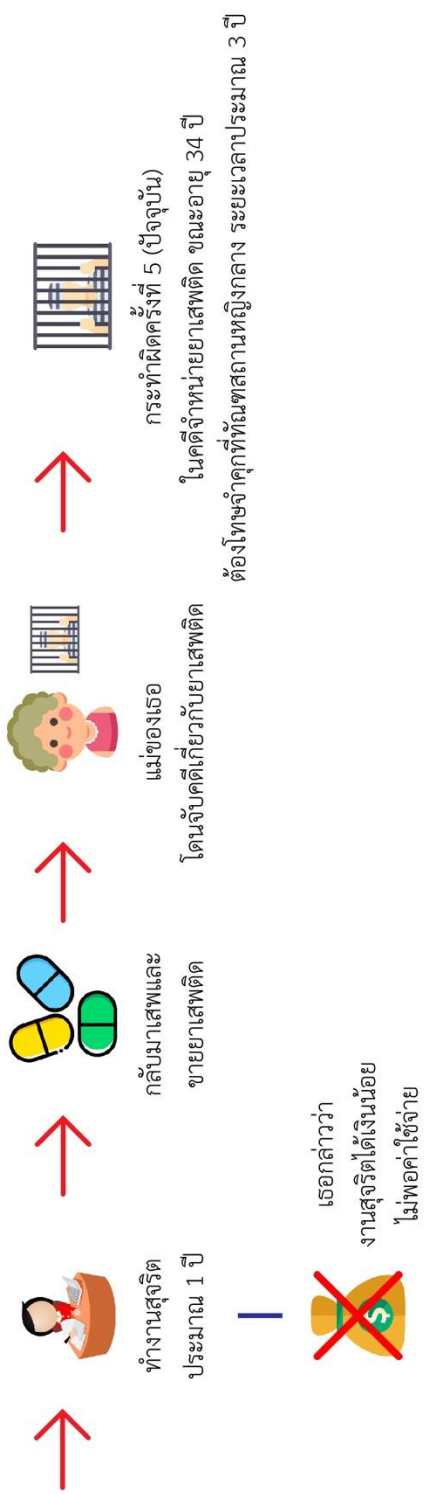 ทำงานสุจริต
ประมาณ 1 ปี
เธอกล่าวว่า
งานสุจริตได้เงินน้อย
ไม่พอค่าใช้จ่าย
กลับมาเสพและ
ขายยาเสพติด
แม่ของเธอ
โดนจับคดีเกี่ยวกับยาเสพติด
กระทำผิดครั้งที่ 5 (ปัจจุบัน)
ในคดีจำหน่ายยาเสพติด ขณะอายุ 34 ปี
ต้องโทษจำคุกที่ทัณฑสถานหญิงกลาง ระยะเวลาประมาณ 3 ปี